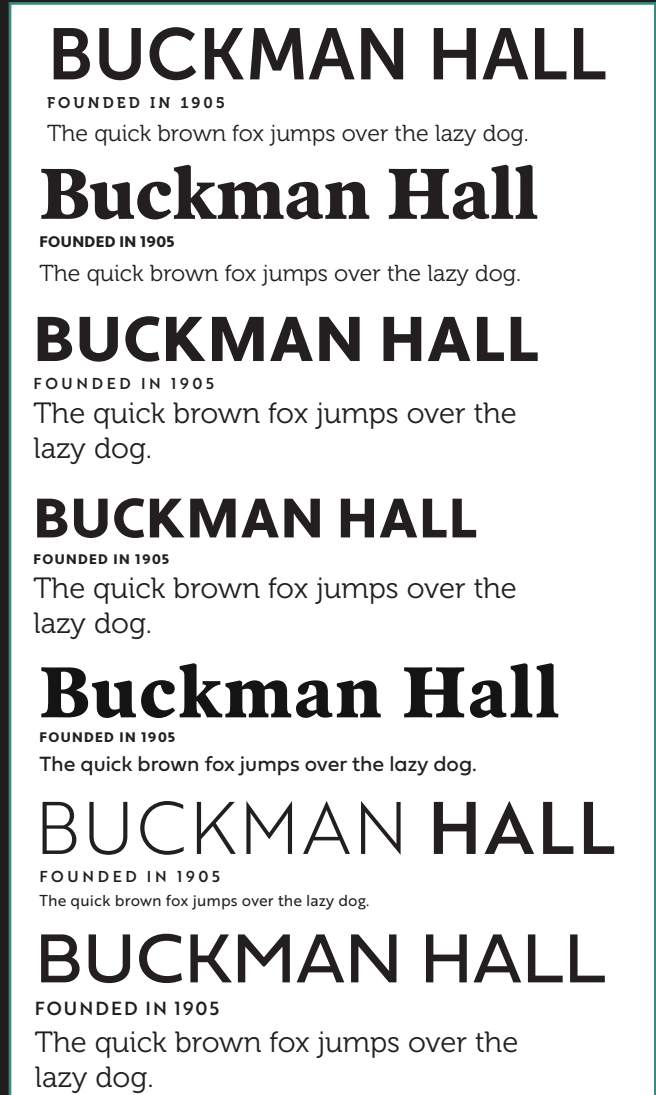 BUCKMAN HALL
FOUNDED IN 1905
The quick brown fox jumps over the lazy dog.
Buckman Hall
FOUNDED IN 1905
The quick brown fox jumps over the lazy dog.
BUCKMAN HALL
FOUNDED IN 1905
The quick brown fox jumps over the
lazy dog.
BUCKMAN HALL
FOUNDED IN 1905
The quick brown fox jumps over the
lazy dog.
Buckman Hall
FOUNDED IN 1905
The quick brown fox jumps over the lazy dog.
BUCKMAN HALL
FOUNDED IN 1905
The quick brown fox jumps over the lazy dog.
BUCKMAN HALL
FOUNDED IN 1905
The quick brown fox jumps over the
lazy dog.